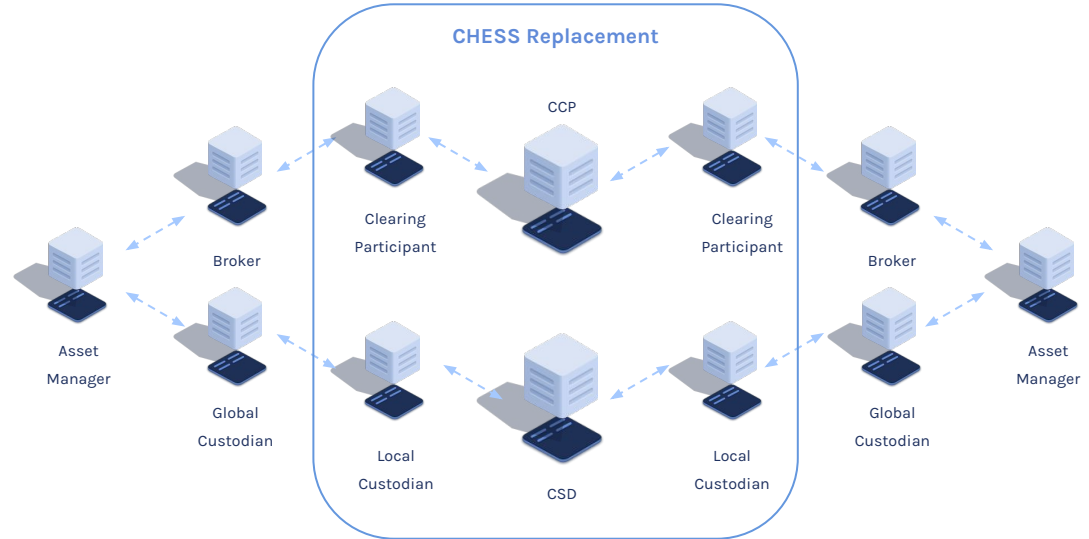 CHESS Replacement
CCP
Clearing
Participant
Clearing
Participant
Broker
Broker
Asset
Manager
Asset
Manager
Global
Custodian
Global
Custodian
Local
Custodian
Local
Custodian
CSD